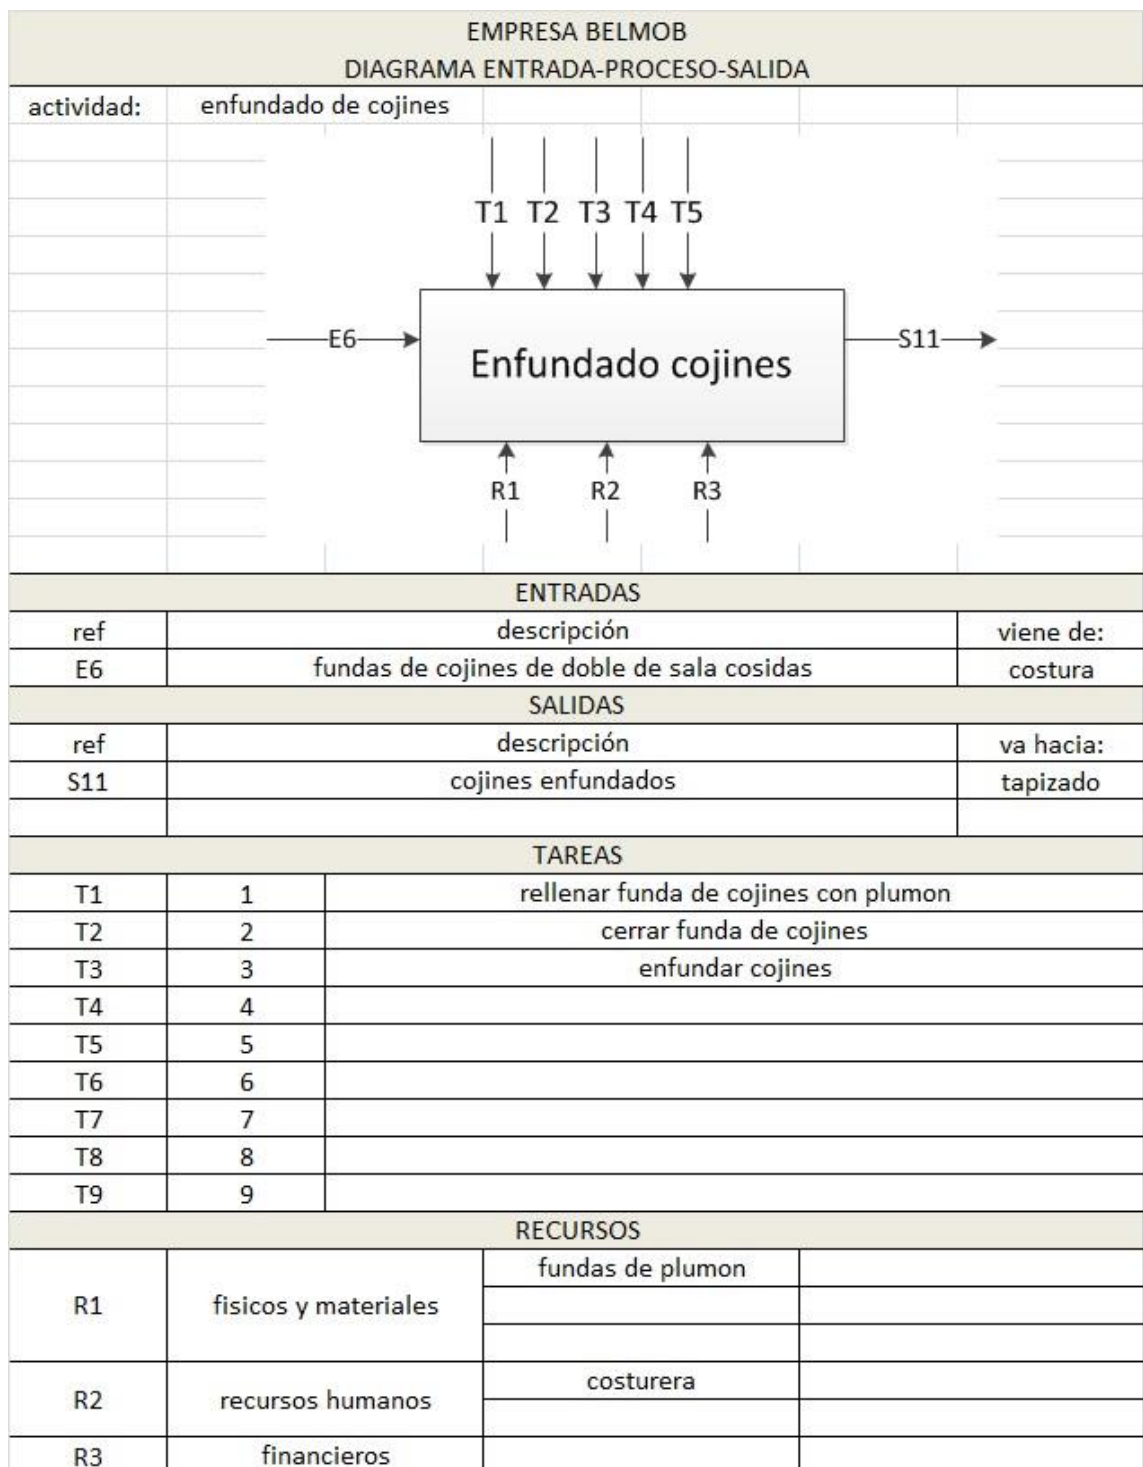 EMPRESA BELMOB
DIAGRAMA ENTRADA-PROCESO-SALIDA
actividad: enfundado de cojines
T1 T2 T3 T4 T5
E6 Enfundado cojines S11
R1 R2 R3
ENTRADAS
ref descripción viene de:
E6 fundas de cojines de doble de sala cosidas costura
SALIDAS
ref descripción va hacia:
S11 cojines enfundados tapizado
TAREAS
T1 1 rellenar funda de cojines con plumon
T2 2 cerrar funda de cojines
T3 3 enfundar cojines
T4 4
T5 5
T6 6
T7 7
T8 8
T9 9
RECURSOS
R1 fisicos y materiales fundas de plumon
R2 recursos humanos costurera
R3 financieros